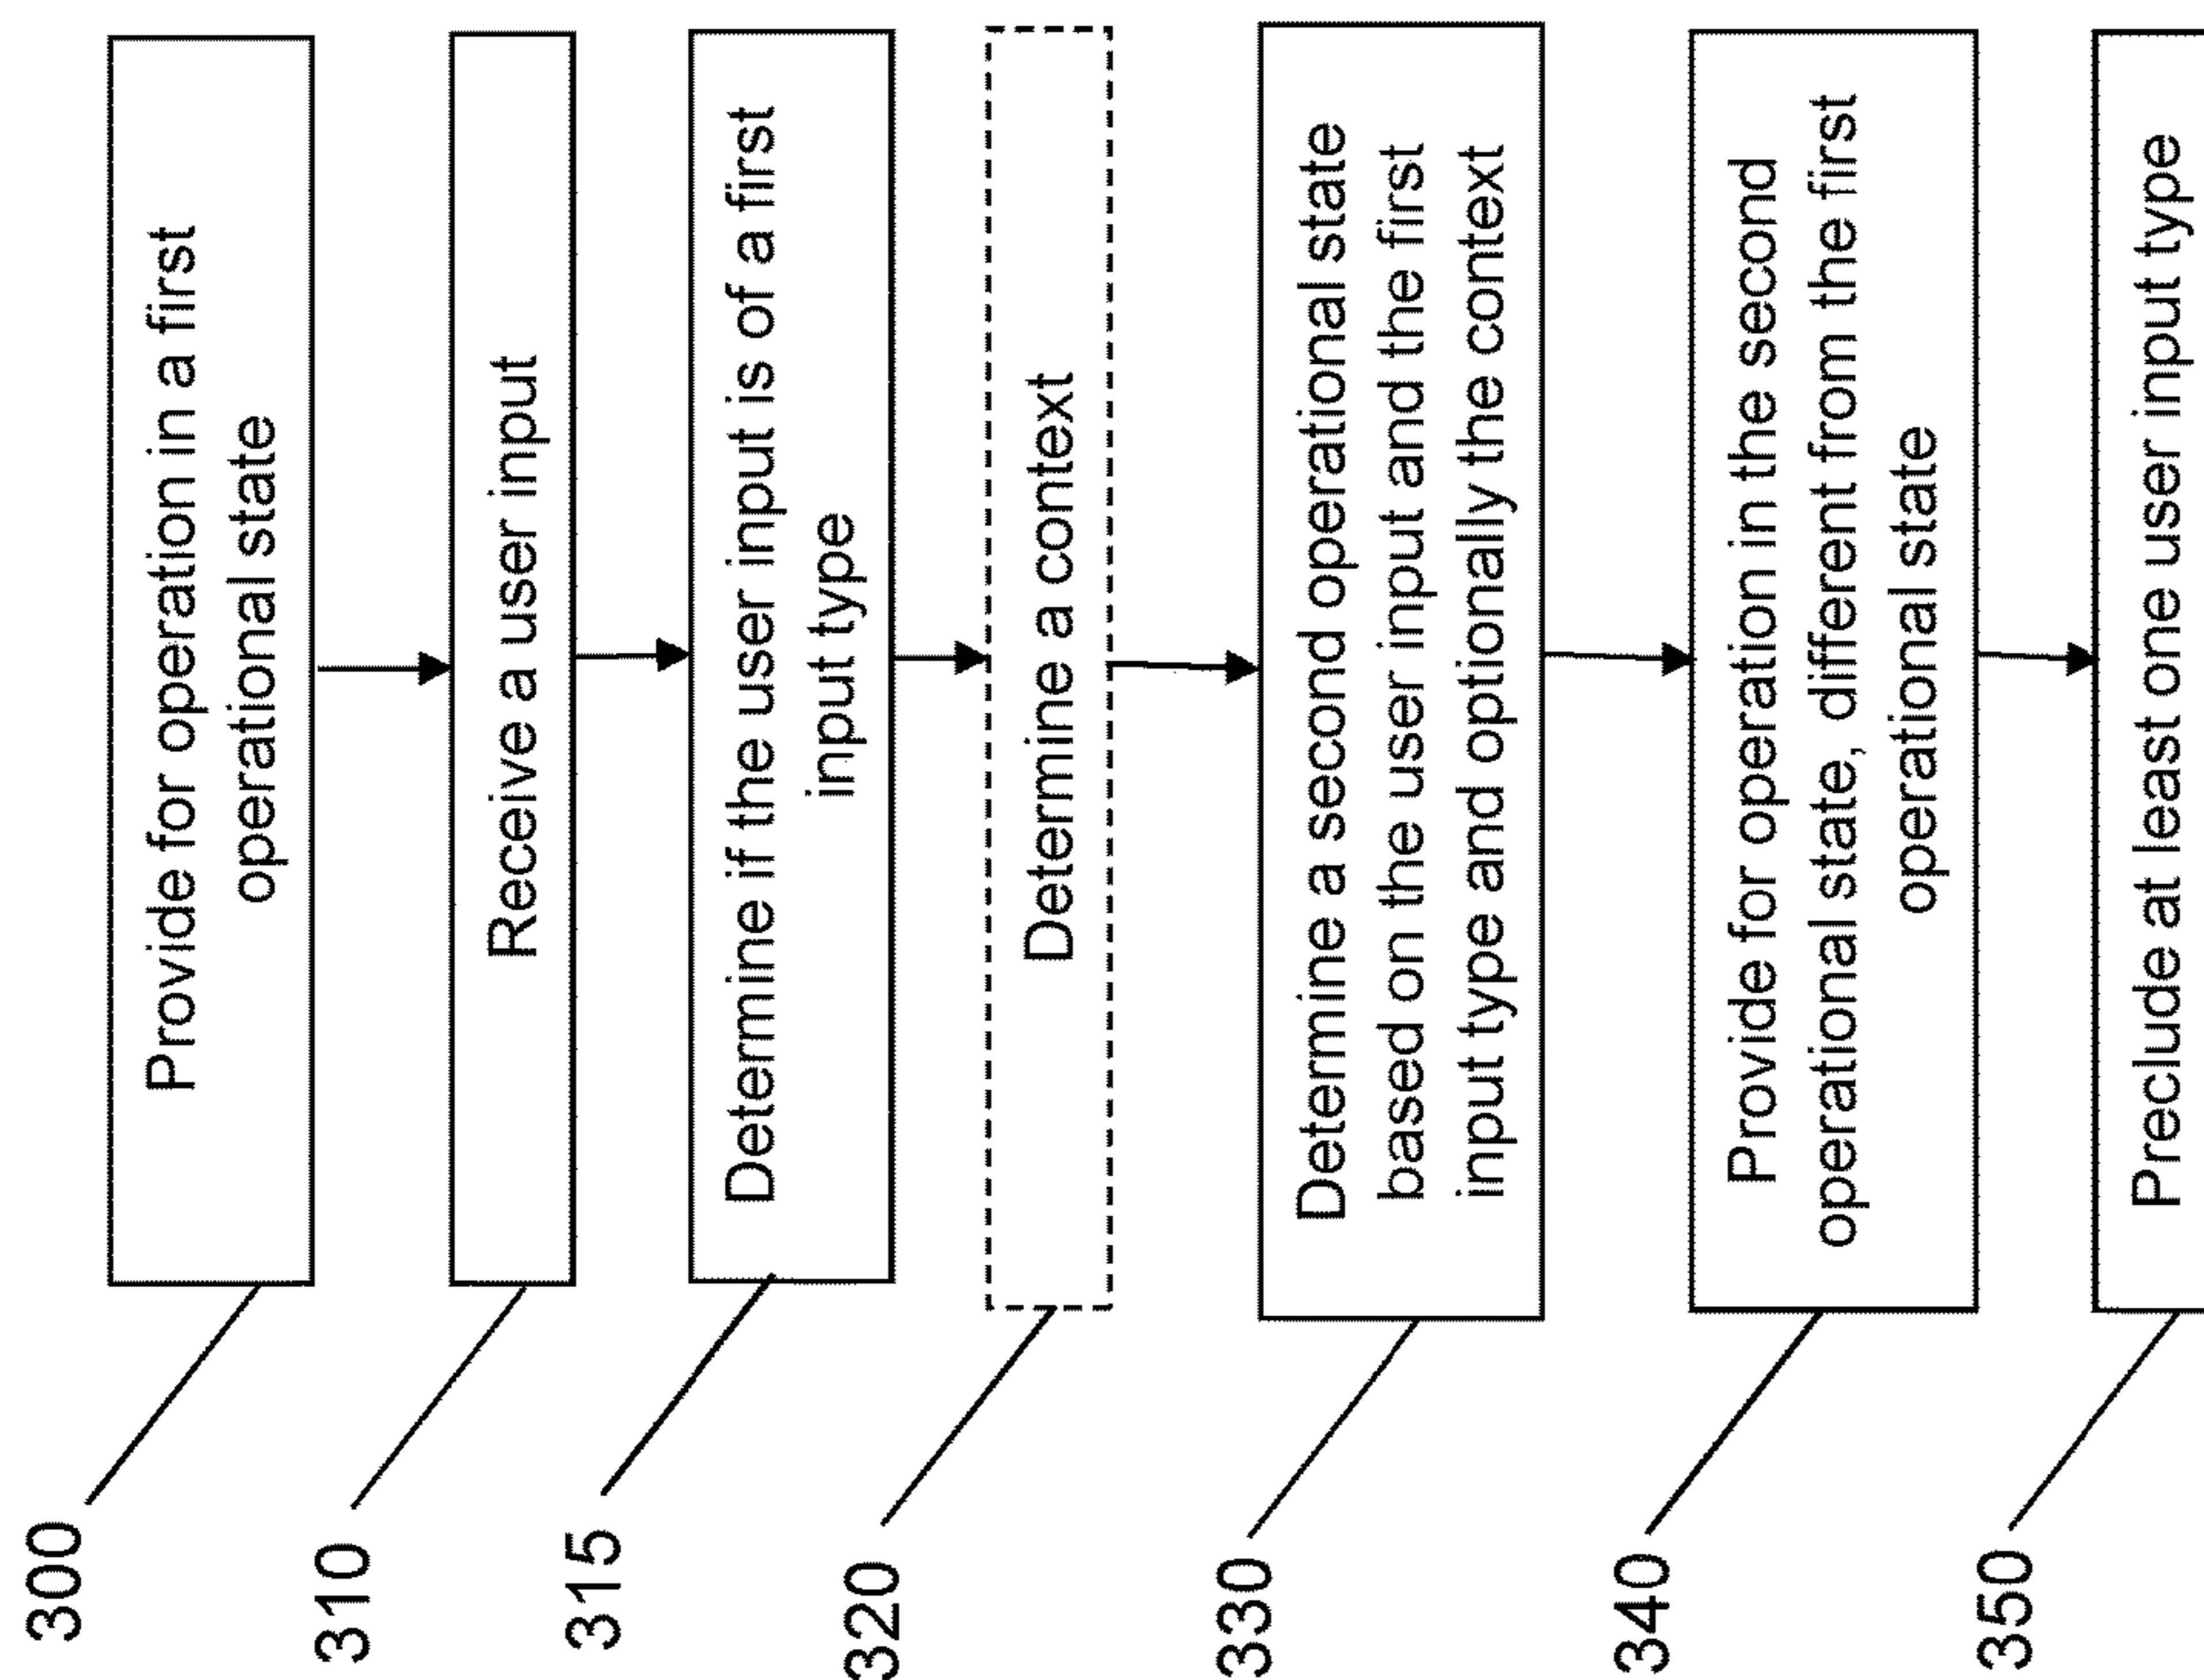 300
Provide for operation in a first
operational state
310
Receive a user input
315
Determine if the user input is of a first
input type
320
Determine a context
330
Determine a second operational state
based on the user input and the first
input type and optionally the context
340
Provide for operation in the second
operational state, different from the first
operational state
350
Preclude at least one user input type